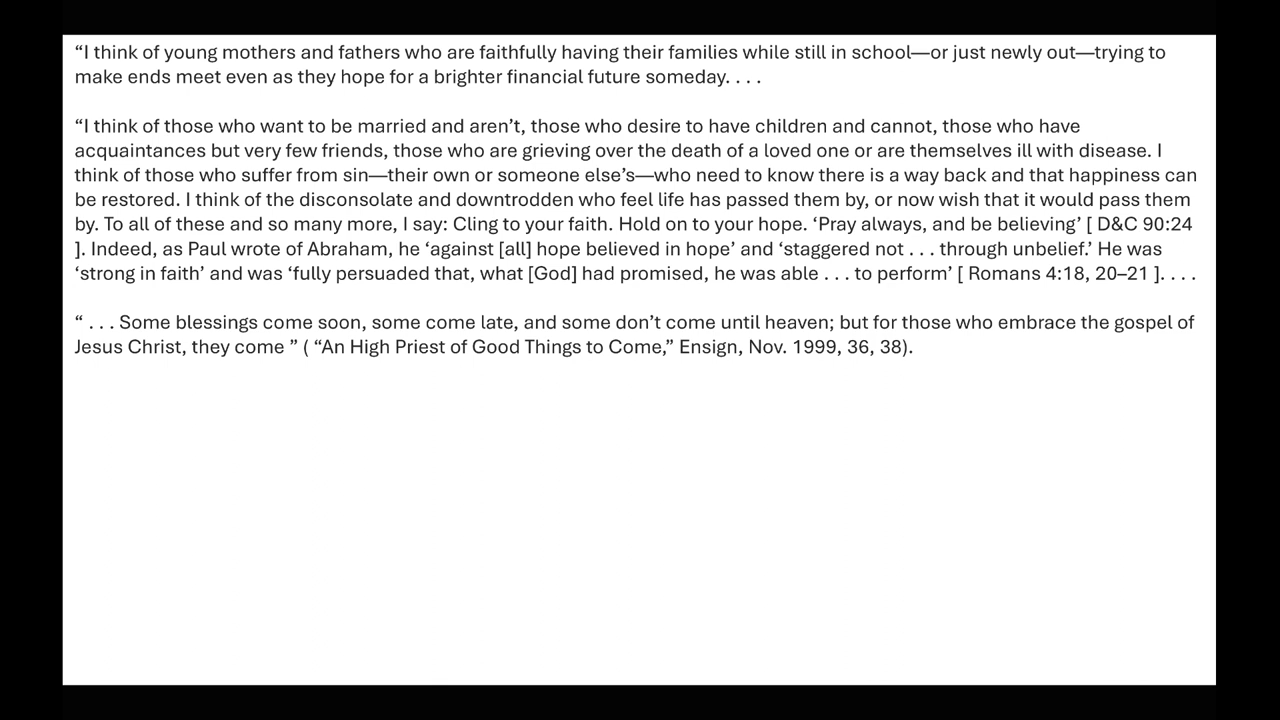 “I think of young mothers and fathers who are faithfully having their families while still in school—or just newly out—trying to
make ends meet even as they hope for a brighter financial future someday. . . .
“I think of those who want to be married and aren’t, those who desire to have children and cannot, those who have
acquaintances but very few friends, those who are grieving over the death of a loved one or are themselves ill with disease. I
think of those who suffer from sin—their own or someone else’s—who need to know there is a way back and that happiness can
be restored. I think of the disconsolate and downtrodden who feel life has passed them by, or now wish that it would pass them
by. To all of these and so many more, I say: Cling to your faith. Hold on to your hope. ‘Pray always, and be believing’ [ D&C 90:24
]. Indeed, as Paul wrote of Abraham, he ‘against [all] hope believed in hope’ and ‘staggered not . . . through unbelief.’ He was
‘strong in faith’ and was ‘fully persuaded that, what [God] had promised, he was able . . . to perform’ [ Romans 4:18, 20–21 ]. . . .
“ . . . Some blessings come soon, some come late, and some don’t come until heaven; but for those who embrace the gospel of
Jesus Christ, they come ” ( “An High Priest of Good Things to Come,” Ensign, Nov. 1999, 36, 38).